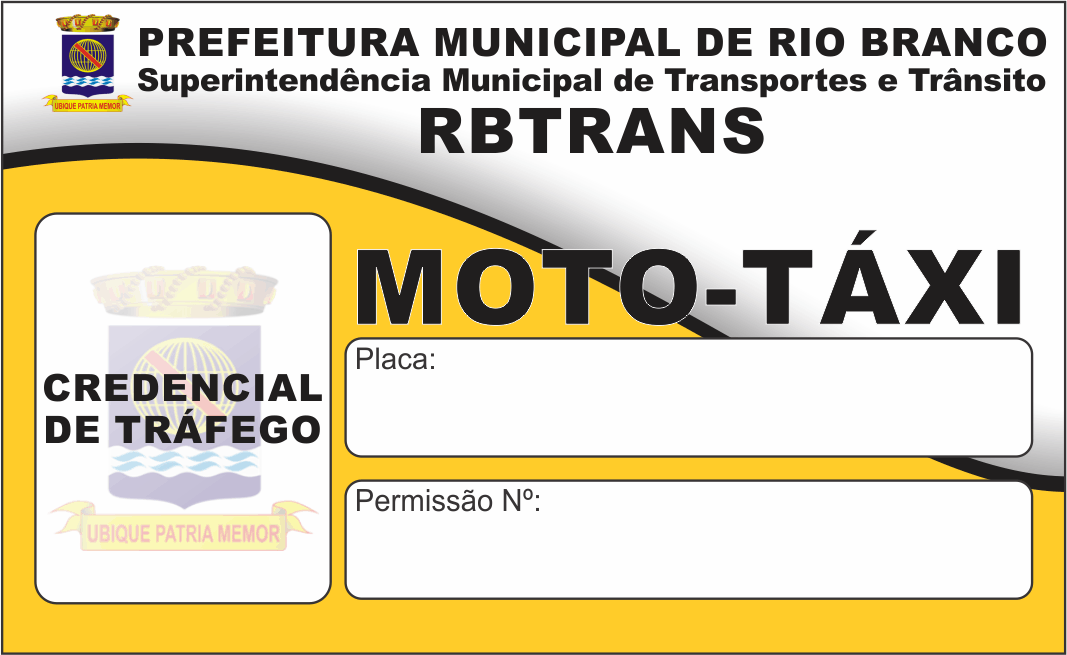 PREFEITURA MUNICIPAL DE RIO BRANCO
Superintendência Municipal de Transportes e Trânsito
RBTRANS
UBIQUE PATRIA MEMOR
MOTO-TÁXI
CREDENCIAL
DE TRÁFEGO
UBIQUE PATRIA MEMOR
Placa:
Permissão Nº: